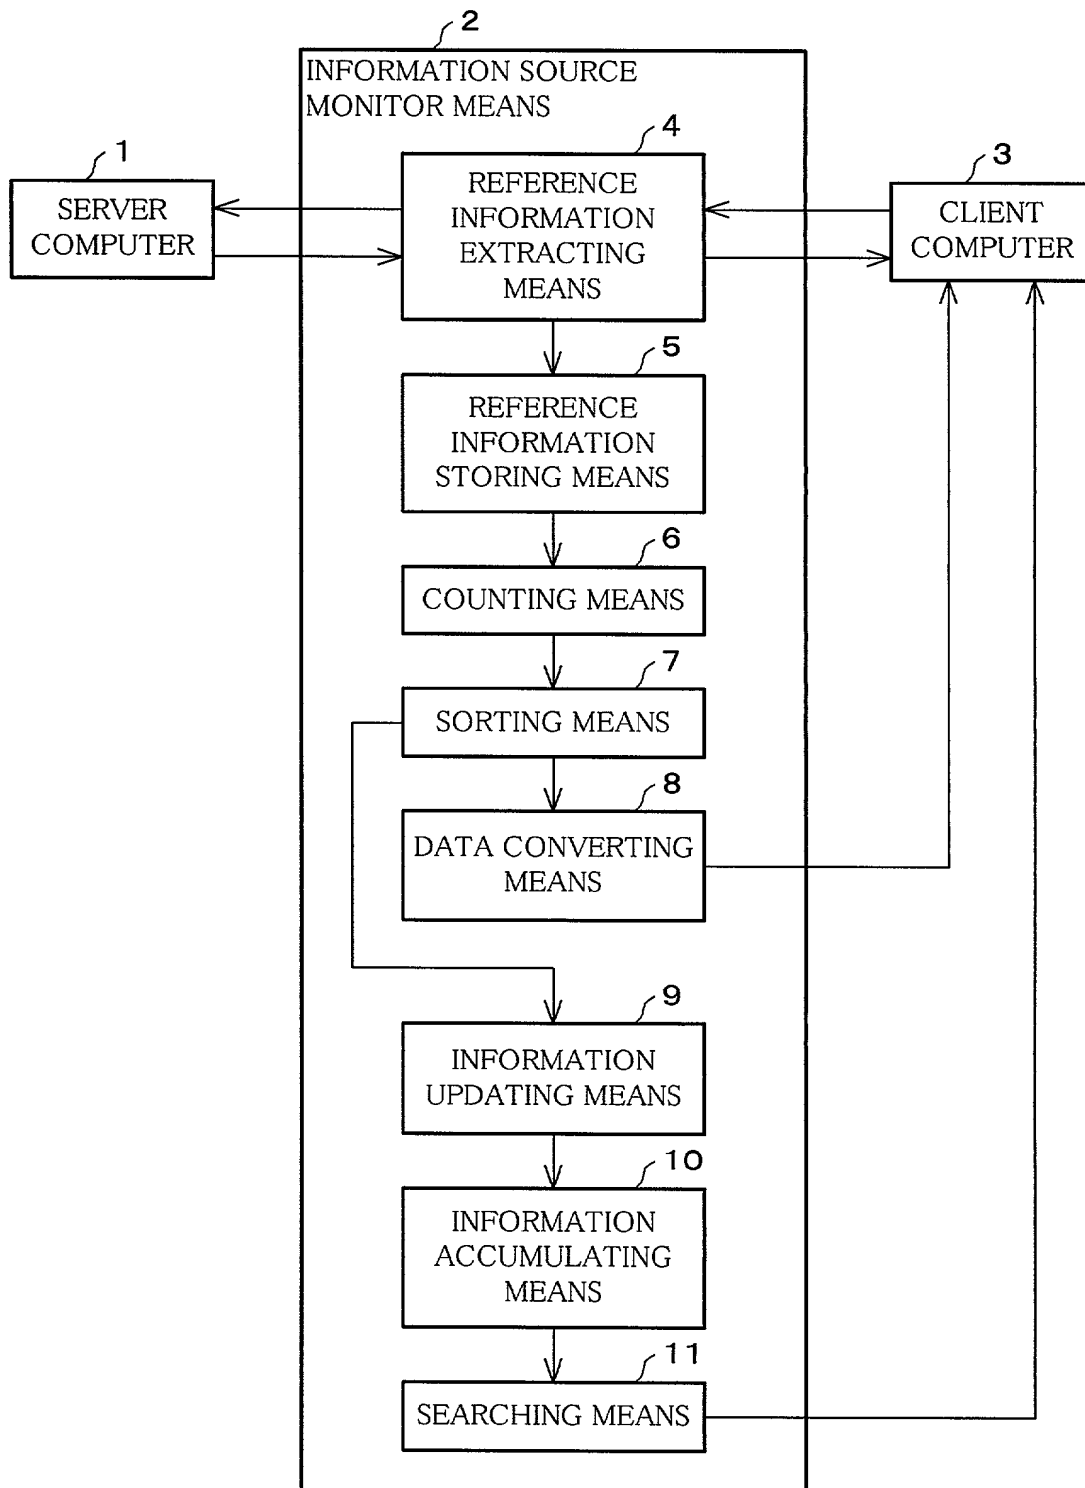 2
INFORMATION SOURCE
MONITOR MEANS
1
SERVER
COMPUTER
4
REFERENCE
INFORMATION
EXTRACTING
MEANS
3
CLIENT
COMPUTER
5
REFERENCE
INFORMATION
STORING MEANS
6
COUNTING MEANS
7
SORTING MEANS
8
DATA CONVERTING
MEANS
9
INFORMATION
UPDATING MEANS
10
INFORMATION
ACCUMULATING
MEANS
11
SEARCHING MEANS